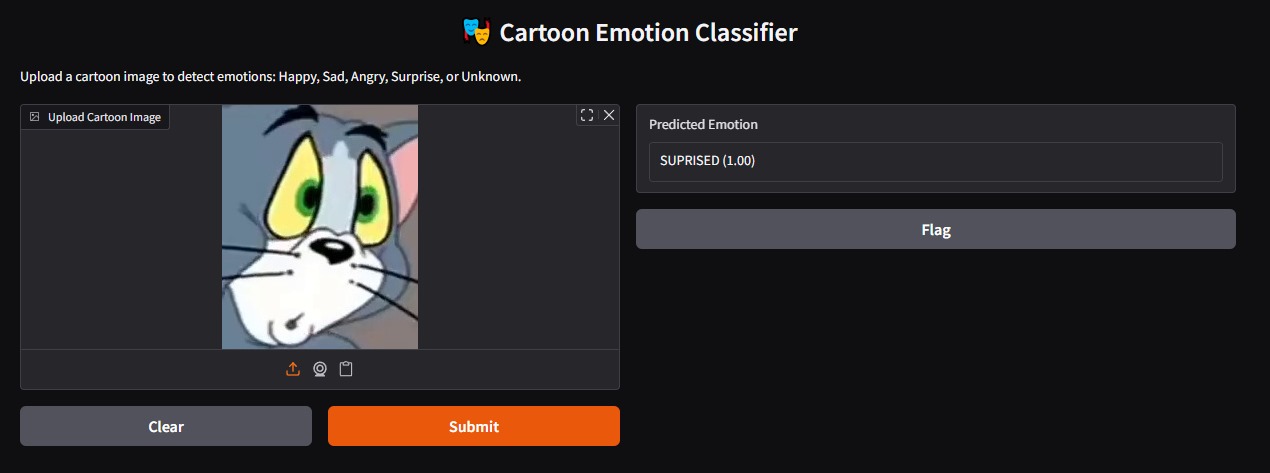 🎭 Cartoon Emotion Classifier
Upload a cartoon image to detect emotions: Happy, Sad, Angry, Surprise, or Unknown.
Upload Cartoon Image
Predicted Emotion
SUPRISED (1.00)
Flag
Clear
Submit